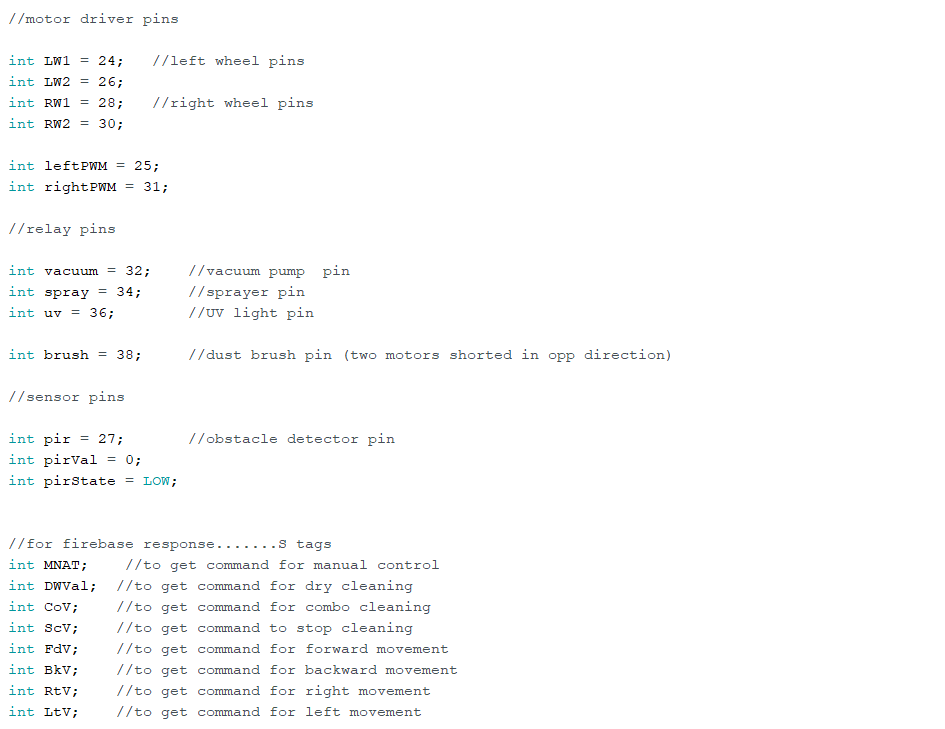 //motor driver pins
int LW1 = 24;   //left wheel pins
int LW2 = 26;
int RW1 = 28;   //right wheel pins
int RW2 = 30;
int leftPWM = 25;
int rightPWM = 31;
//relay pins
int vacuum = 32;    //vacuum pump  pin
int spray = 34;     //sprayer pin
int uv = 36;        //UV light pin
int brush = 38;     //dust brush pin (two motors shorted in opp direction)
//sensor pins
int pir = 27;       //obstacle detector pin
int pirVal = 0;
int pirState = LOW;
//for firebase response.......S tags
int MNAT;    //to get command for manual control
int DWVal;  //to get command for dry cleaning
int CoV;    //to get command for combo cleaning
int ScV;    //to get command to stop cleaning
int FdV;    //to get command for forward movement
int BkV;    //to get command for backward movement
int RtV;    //to get command for right movement
int LtV;    //to get command for left movement